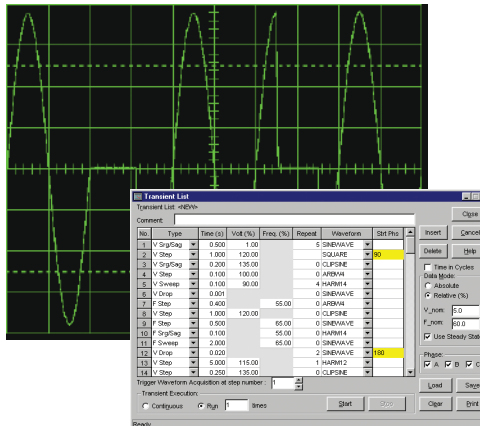 Transient List
Transient List: <NEW>
Comment:
Close
No. Type Time (s) Volt (%) Freq. (%) Repeat Waveform Strt Phs
Insert Cancel
1 V Srg/Sag 0.500 1.00 5 SINEWAVE
2 V Step 1.000 120.00 SQUARE 90
Delete Help
3 V Srg/Sag 0.200 135.00 0 CLIPSINE
4 V Step 0.100 100.00 0 ARBW4
Time in Cycles
5 V Sweep 0.100 90.00 4 HARM14
Data Mode:
6 V Drop 0.001 0 SINEWAVE
Absolute
7 F Step 0.400 55.00 0 ARBW4
Relative (%)
8 V Step 1.000 120.00 0 CLIPSINE
V_nom: 5.0
9 F Step 0.500 65.00 0 SINEWAVE
F_nom: 60.0
10 F Srg/Sag 0.100 55.00 0 HARM14
11 F Sweep 2.000 65.00 0 SINEWAVE
Use Steady State
12 V Drop 0.020 2 SINEWAVE 180
13 V Step 5.000 115.00 1 HARM12
Phase:
14 V Step 0.100 135.00 0 CLIPSINE
A B C
Trigger Waveform Acquisition at step number: 1
Load Save
Transient Execution:
Continuous Run 1 times Start Stop
Clear Print
Ready